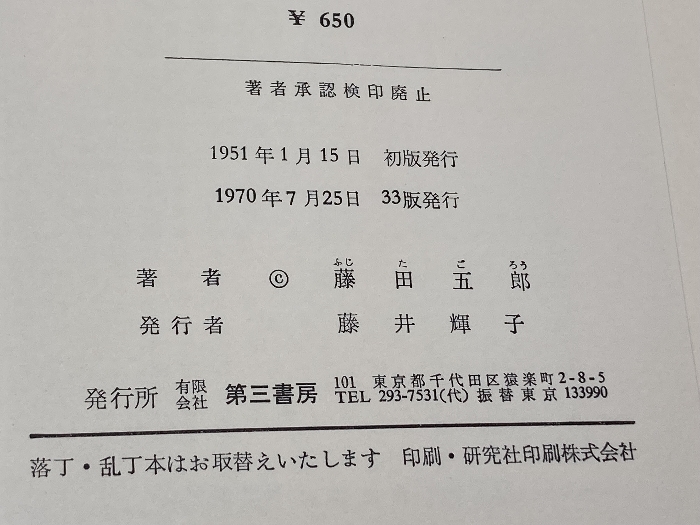 ¥ 650
著者承認検印廃止
1951年1月15日 初版発行
1970年7月25日 33版発行
ふじ た ご ろう
著者 © 藤田五郎
発行者 藤井輝子
発行所 有限会社 第三書房 101 東京都千代田区猿楽町2-8-5
TEL 293-7531(代) 振替東京 133990
落丁・乱丁本はお取替えいたします 印刷・研究社印刷株式会社